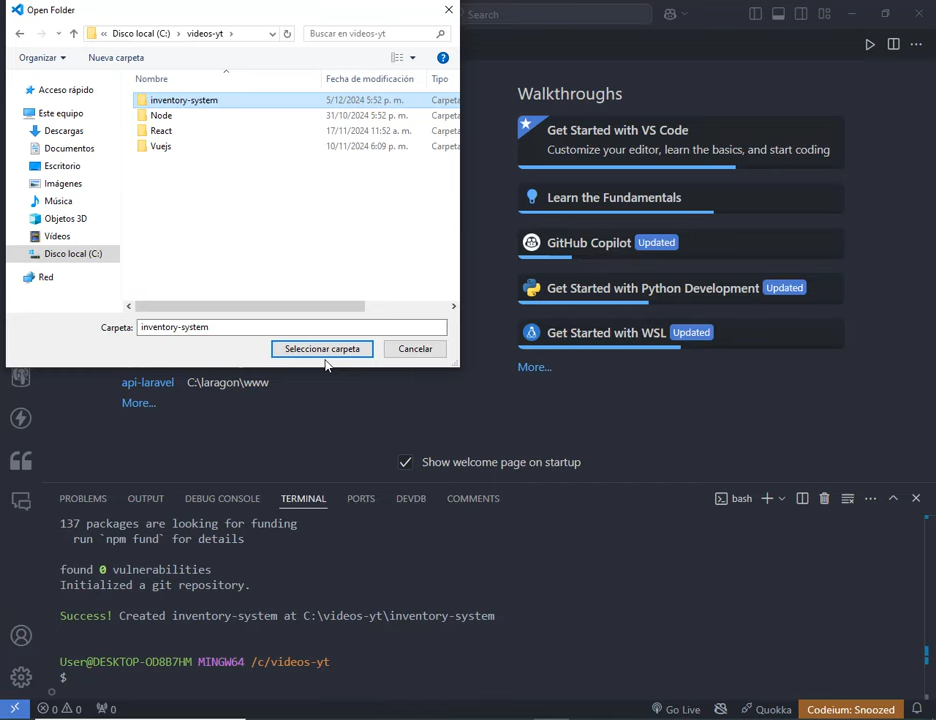 Open Folder
Search
Disco local (C:)
videos-yt
Buscar en videos-yt
Organizar
Nueva carpeta
Nombre
Fecha de modificación
Tipo
Acceso rápido
Este equipo
Descargas
Documentos
Escritorio
Imágenes
Música
Objetos 3D
Vídeos
Disco local (C:)
Red
inventory-system
5/12/2024 5:52 p. m.
Carpeta
Node
31/10/2024 5:52 p. m.
Carpeta
React
17/11/2024 11:52 a. m.
Carpeta
Vuejs
10/11/2024 6:09 p. m.
Carpeta
Carpeta:
inventory-system
Seleccionar carpeta
Cancelar
Walkthroughs
Get Started with VS Code
Customize your editor, learn the basics, and start coding
Learn the Fundamentals
GitHub Copilot Updated
Get Started with Python Development Updated
Get Started with WSL Updated
More...
api-laravel C:\laragon\www
More...
Show welcome page on startup
PROBLEMS OUTPUT DEBUG CONSOLE TERMINAL PORTS DEVDB COMMENTS
bash
137 packages are looking for funding
run `npm fund` for details
found 0 vulnerabilities
Initialized a git repository.
Success! Created inventory-system at C:\videos-yt\inventory-system
User@DESKTOP-OD8B7HM MINGW64 /c/videos-yt
$
0 0 0
Go Live
Quokka
Codeium: Snoozed